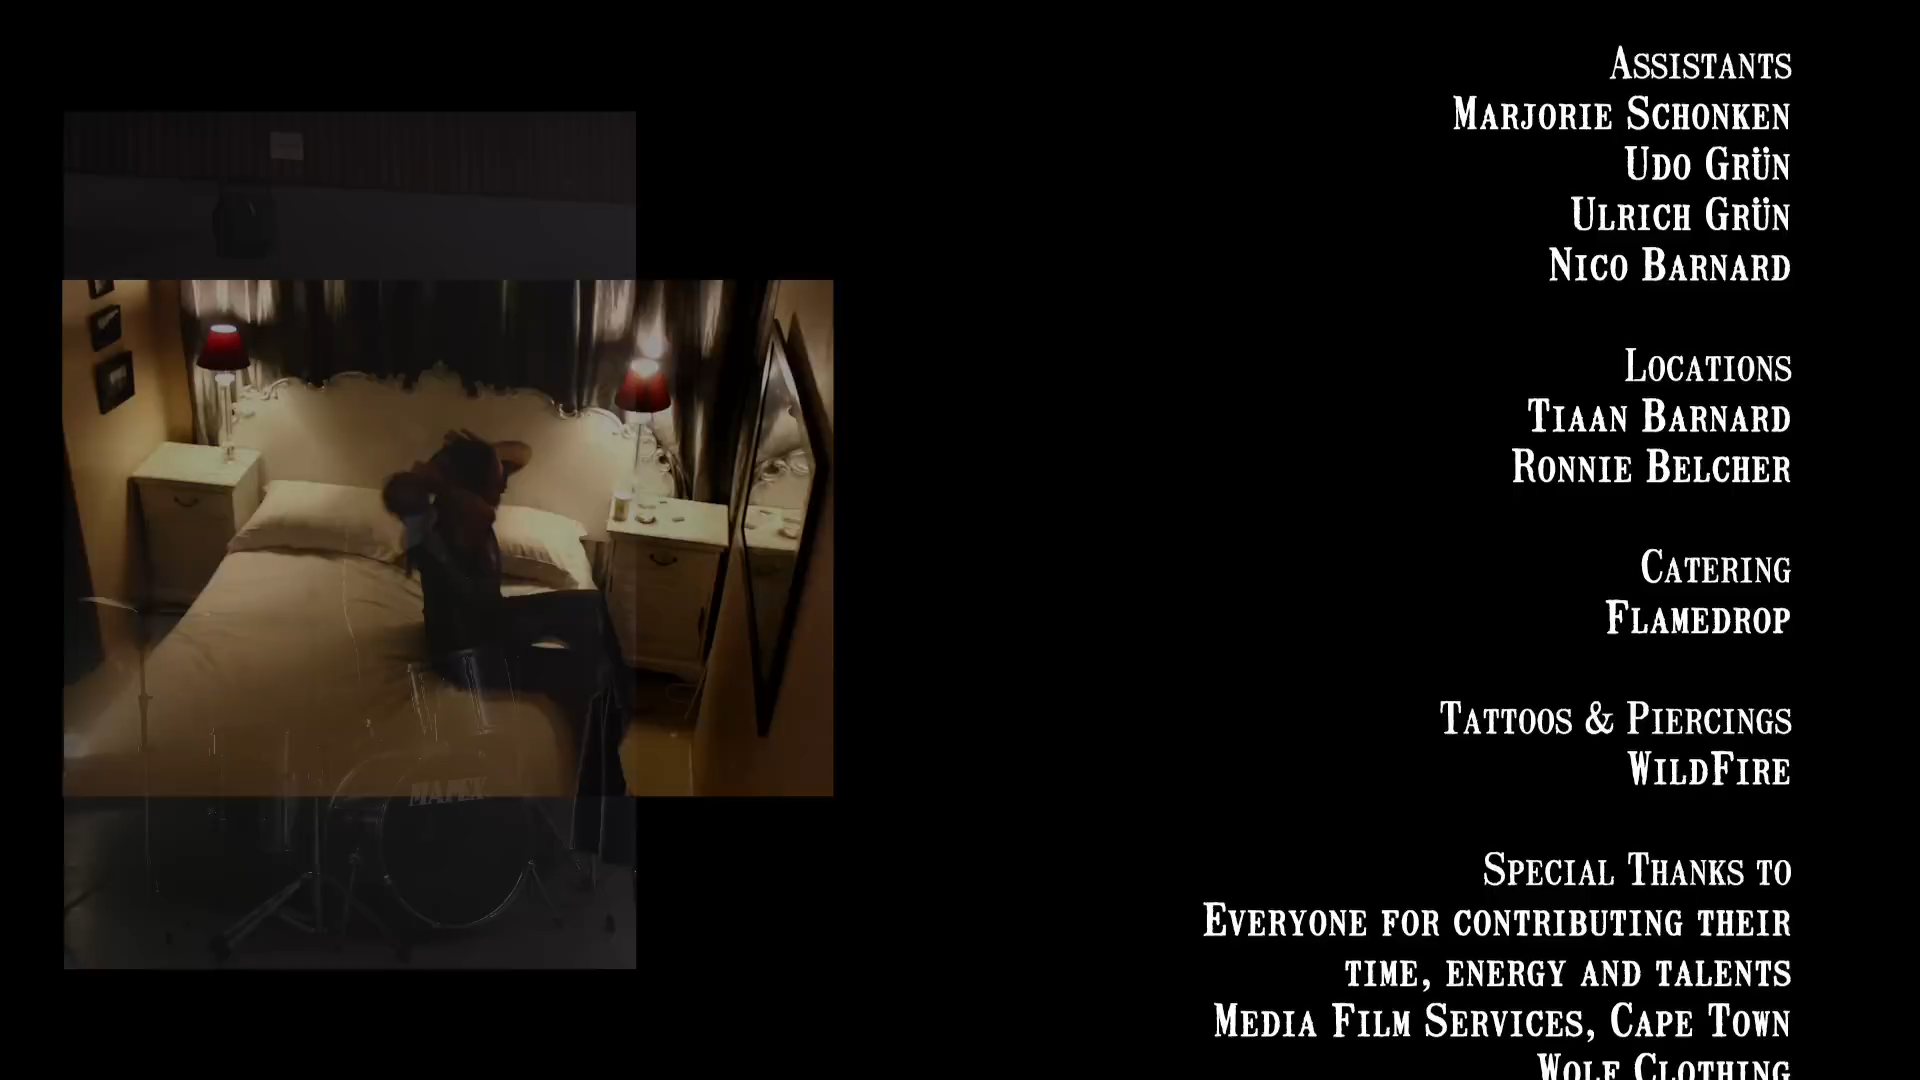 Assistants
Marjorie Schonken
Udo Grün
Ulrich Grün
Nico Barnard
Locations
Tiaan Barnard
Ronnie Belcher
Catering
Flamedrop
Tattoos & Piercings
WildFire
Special Thanks to
Everyone for contributing their
time, energy and talents
Media Film Services, Cape Town
Wolf Clothing
MAPEX